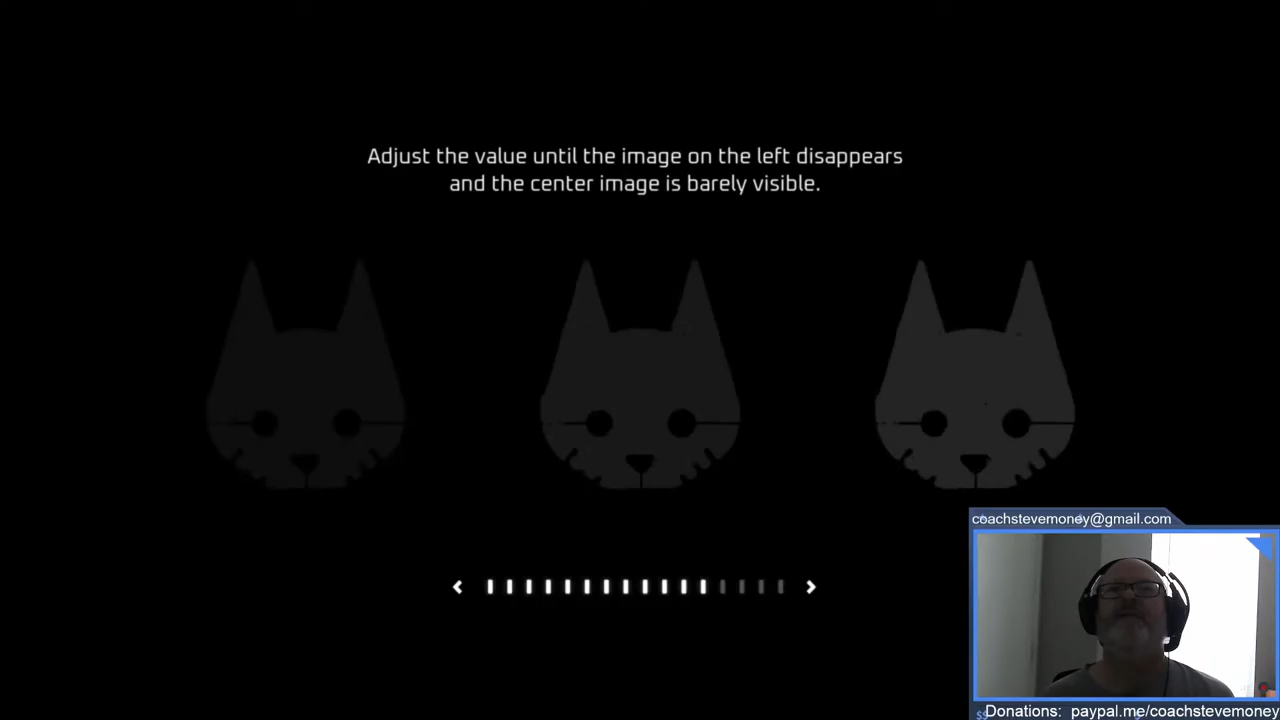 Adjust the value until the image on the left disappears
and the center image is barely visible.
coachstevemoney@gmail.com
Donations: paypal.me/coachstevemoney